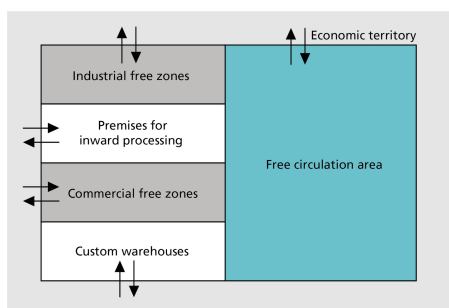 Economic territory
Industrial free zones
Premises for
inward processing
Free circulation area
Commercial free zones
Custom warehouses